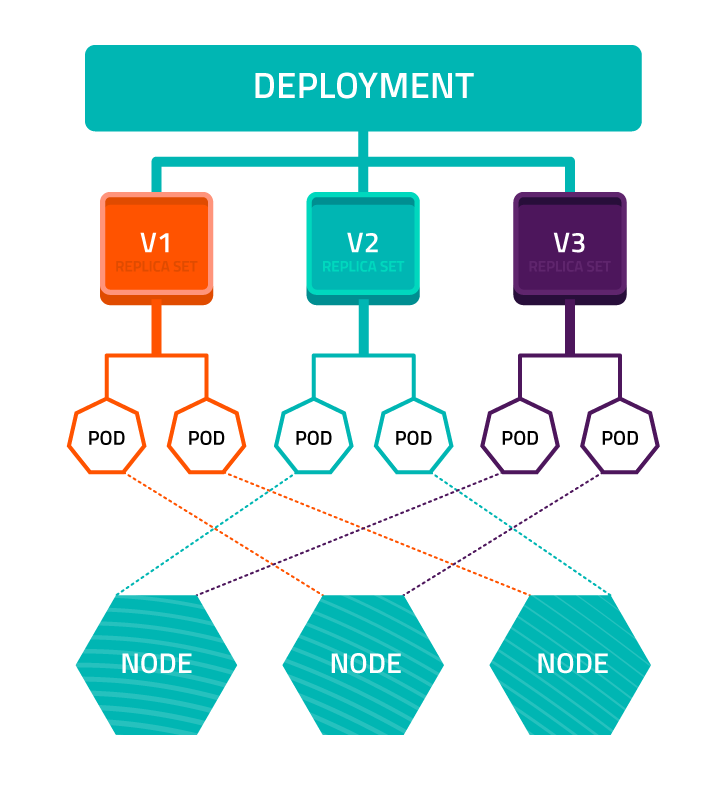 DEPLOYMENT
V1
REPLICA SET
V2
REPLICA SET
V3
REPLICA SET
POD
POD
POD
POD
POD
POD
NODE
NODE
NODE